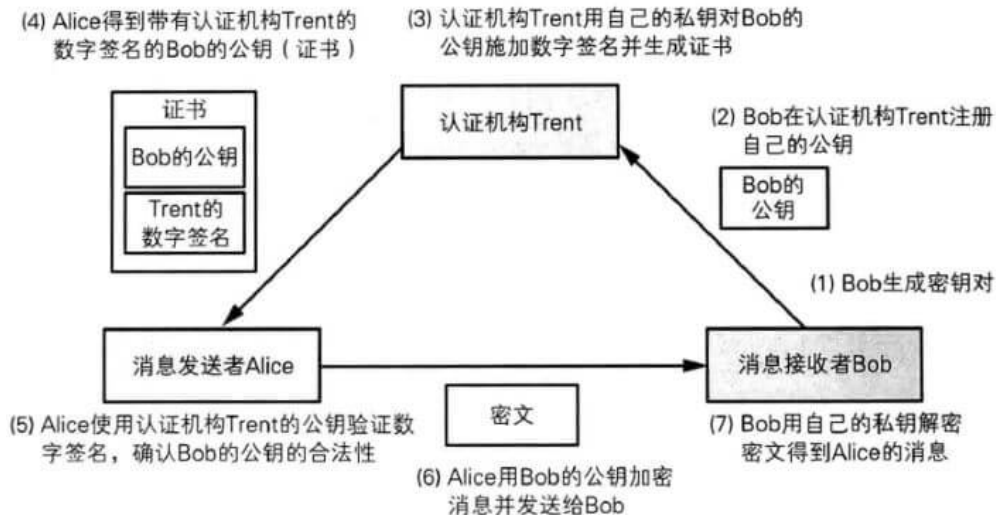 (4) Alice得到带有认证机构Trent的
数字签名的Bob的公钥（证书）
(3) 认证机构Trent用自己的私钥对Bob的
公钥施加数字签名并生成证书
证书
Bob的公钥
Trent的
数字签名
认证机构Trent
(2) Bob在认证机构Trent注册
自己的公钥
Bob的
公钥
(1) Bob生成密钥对
消息发送者Alice
消息接收者Bob
(5) Alice使用认证机构Trent的公钥验证数
字签名，确认Bob的公钥的合法性
密文
(6) Alice用Bob的公钥加密
消息并发送给Bob
(7) Bob用自己的私钥解密
密文得到Alice的消息